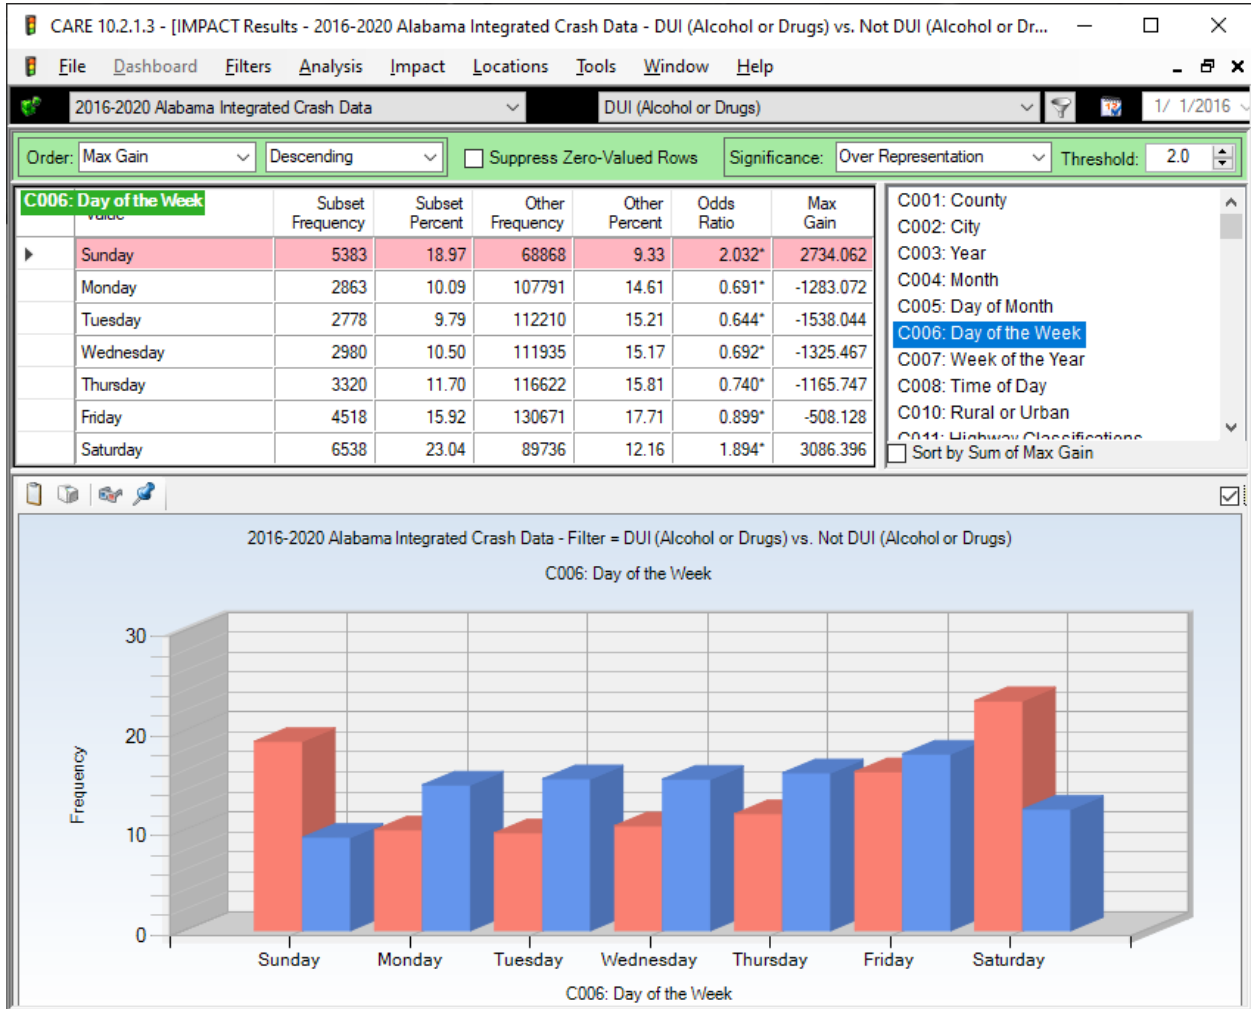 CARE 10.2.1.3 - [IMPACT Results - 2016-2020 Alabama Integrated Crash Data - DUI (Alcohol or Drugs) vs. Not DUI (Alcohol or Dr...
File Dashboard Filters Analysis Impact Locations Tools Window Help
2016-2020 Alabama Integrated Crash Data DUI (Alcohol or Drugs) 1/ 1/2016
Order: Max Gain Descending Suppress Zero-Valued Rows Significance: Over Representation Threshold: 2.0
C006: Day of the Week
Value Subset Frequency Subset Percent Other Frequency Other Percent Odds Ratio Max Gain
Sunday 5383 18.97 68868 9.33 2.032* 2734.062
Monday 2863 10.09 107791 14.61 0.691* -1283.072
Tuesday 2778 9.79 112210 15.21 0.644* -1538.044
Wednesday 2980 10.50 111935 15.17 0.692* -1325.467
Thursday 3320 11.70 116622 15.81 0.740* -1165.747
Friday 4518 15.92 130671 17.71 0.899* -508.128
Saturday 6538 23.04 89736 12.16 1.894* 3086.396
C001: County
C002: City
C003: Year
C004: Month
C005: Day of Month
C006: Day of the Week
C007: Week of the Year
C008: Time of Day
C010: Rural or Urban
C011: Highway Classifications
Sort by Sum of Max Gain
2016-2020 Alabama Integrated Crash Data - Filter = DUI (Alcohol or Drugs) vs. Not DUI (Alcohol or Drugs)
C006: Day of the Week
30
20
10
0
Frequency
Sunday Monday Tuesday Wednesday Thursday Friday Saturday
C006: Day of the Week